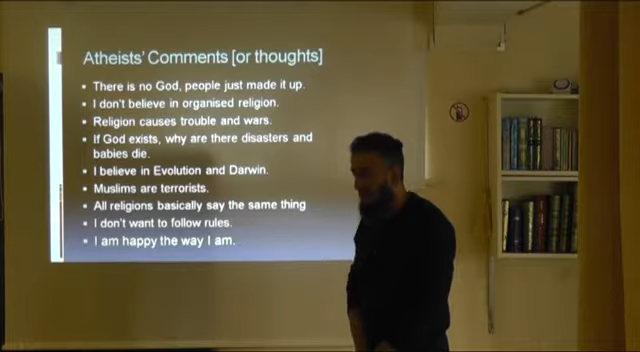 Atheists' Comments [or thoughts]
There is no God, people just made it up.
I don't believe in organised religion.
Religion causes trouble and wars.
If God exists, why are there disasters and
babies die.
I believe in Evolution and Darwin.
Muslims are terrorists.
All religions basically say the same thing
I don't want to follow rules.
I am happy the way I am.